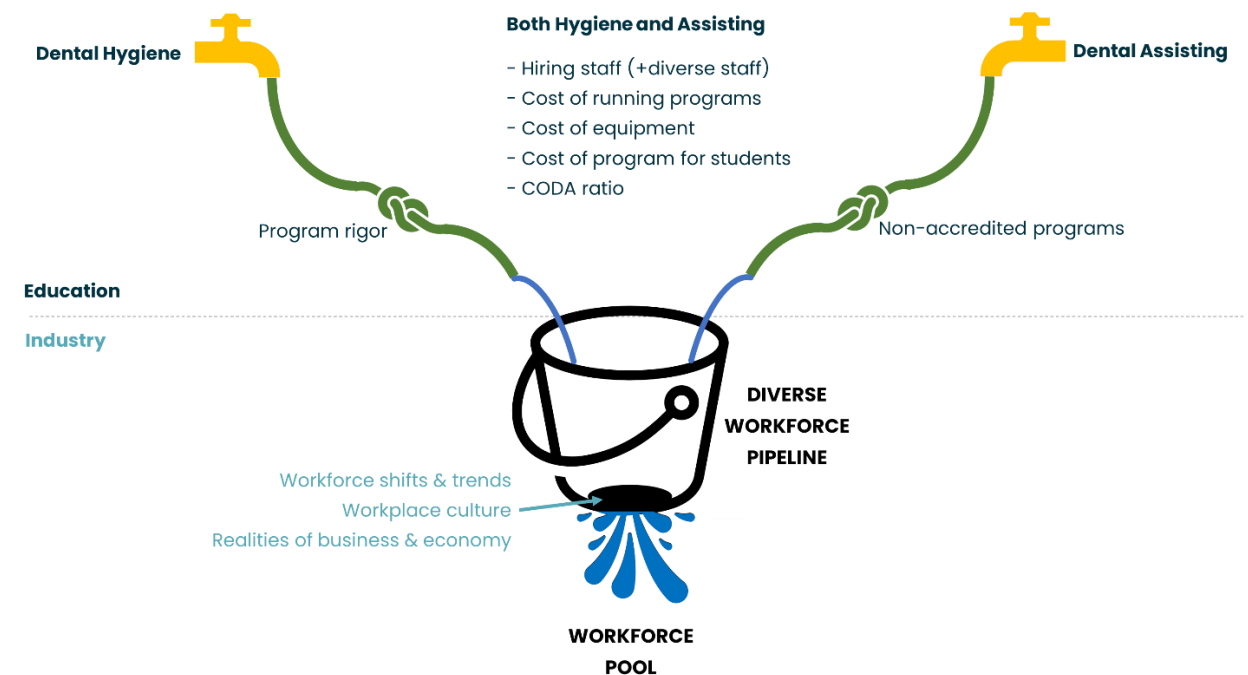 Both Hygiene and Assisting
Dental Hygiene
Dental Assisting
- Hiring staff (+diverse staff)
- Cost of running programs
- Cost of equipment
- Cost of program for students
- CODA ratio
Program rigor
Non-accredited programs
Education
Industry
DIVERSE
WORKFORCE
PIPELINE
Workforce shifts & trends
Workplace culture
Realities of business & economy
WORKFORCE
POOL